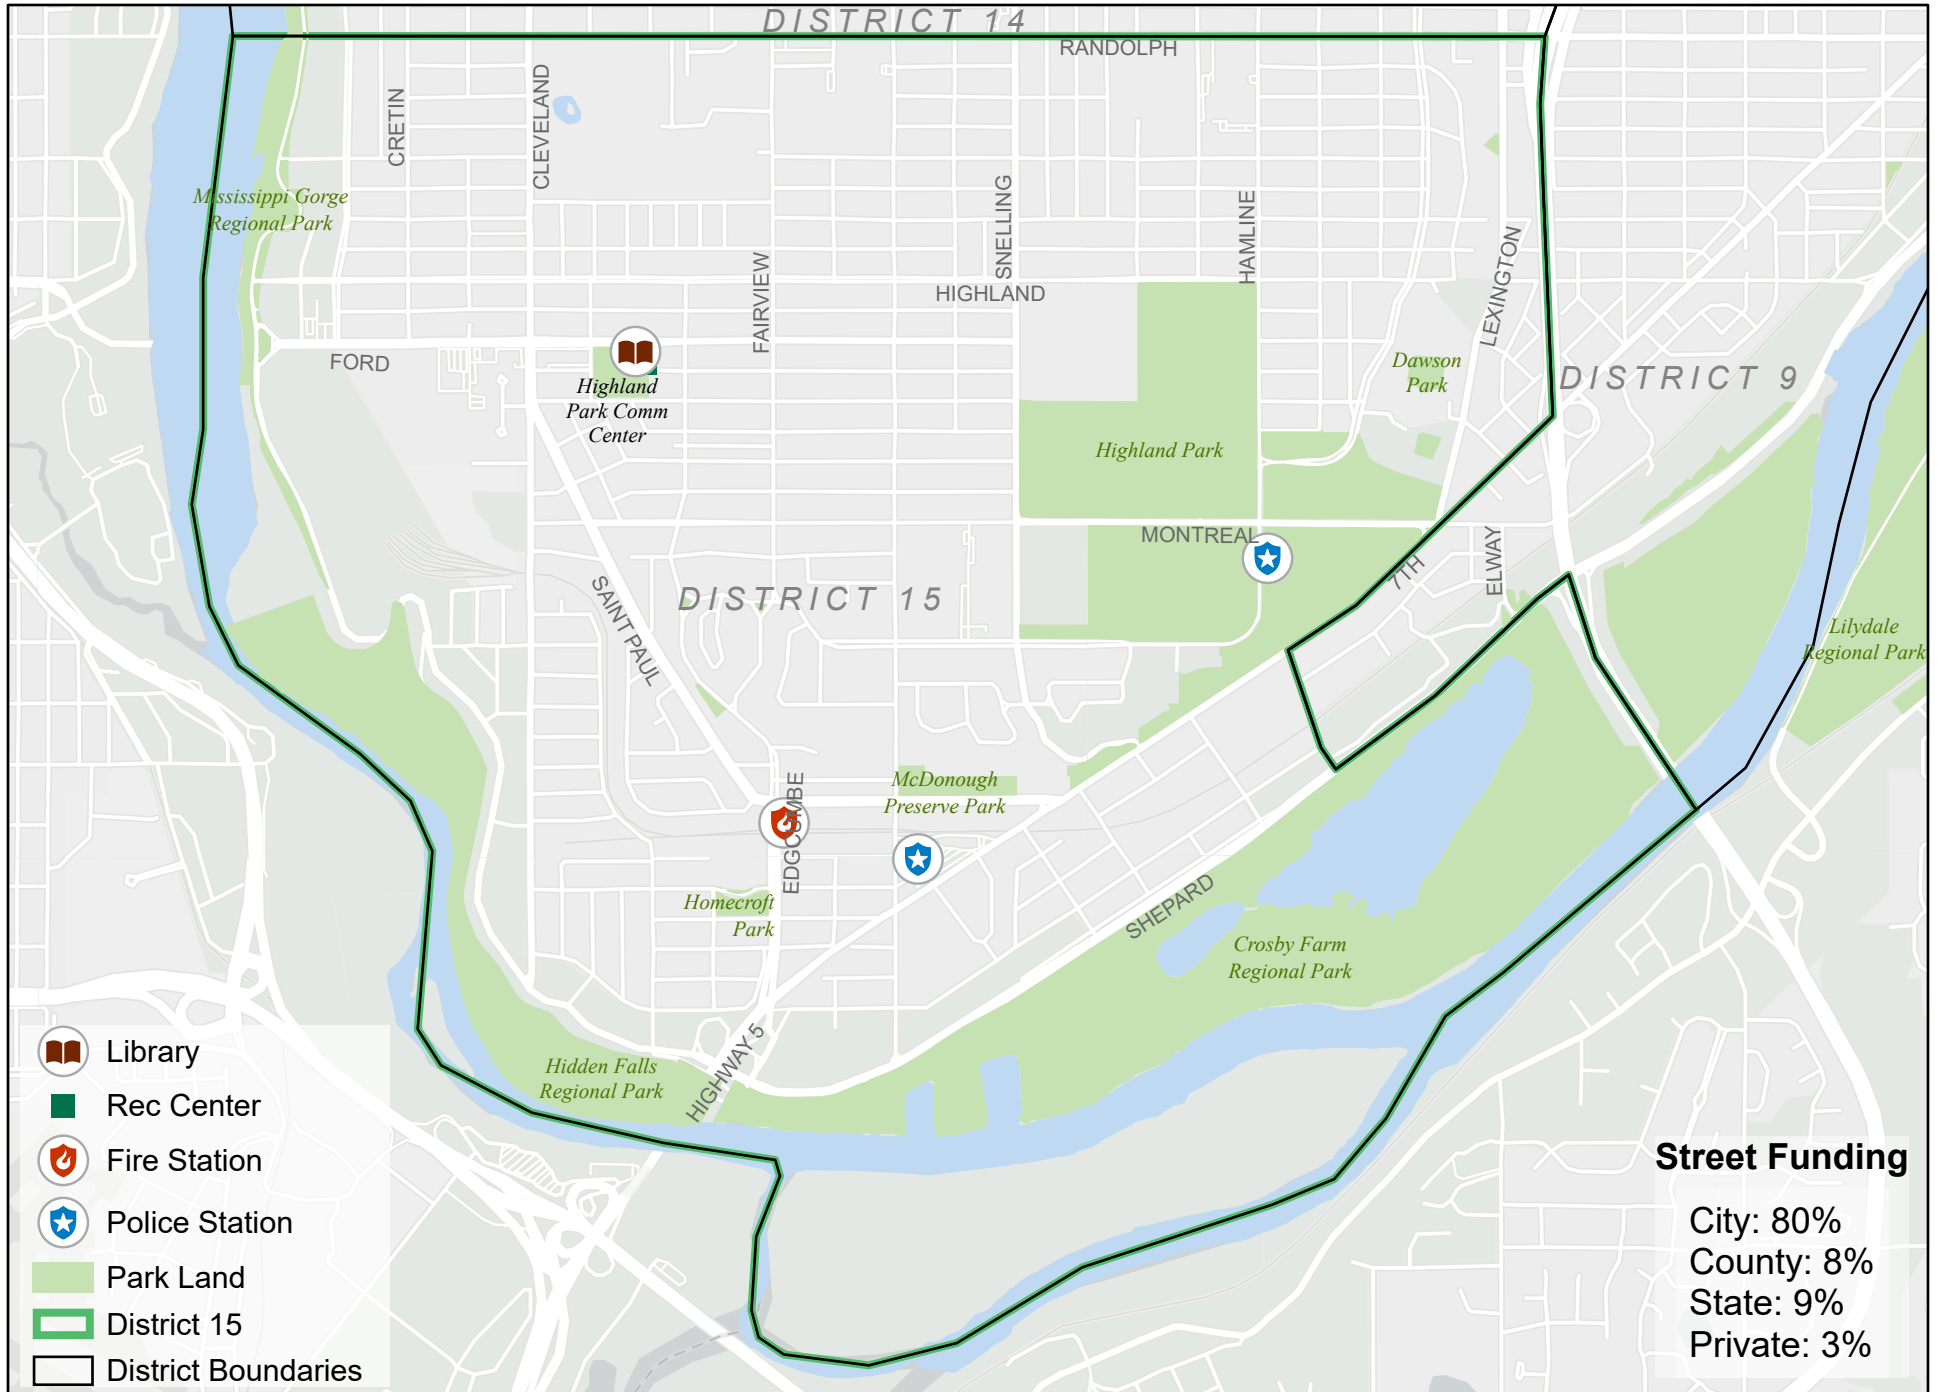 DISTRICT 14
RANDOLPH
CRETIN
CLEVELAND
Mississippi Gorge
Regional Park
SNELLING
HAMLINE
LEXINGTON
FAIRVIEW
HIGHLAND
FORD
Highland
Park Comm
Center
Dawson
Park
DISTRICT 9
Highland Park
MONTREAL
ELWAY
7TH
SAINT PAUL
DISTRICT 15
Lilydale
Regional Park
McDonough
Preserve Park
EDGCUMBE
Homecroft
Park
SHEPARD
Crosby Farm
Regional Park
HIGHWAY 5
Hidden Falls
Regional Park
Library
Rec Center
Fire Station
Police Station
Park Land
District 15
District Boundaries
Street Funding
City: 80%
County: 8%
State: 9%
Private: 3%